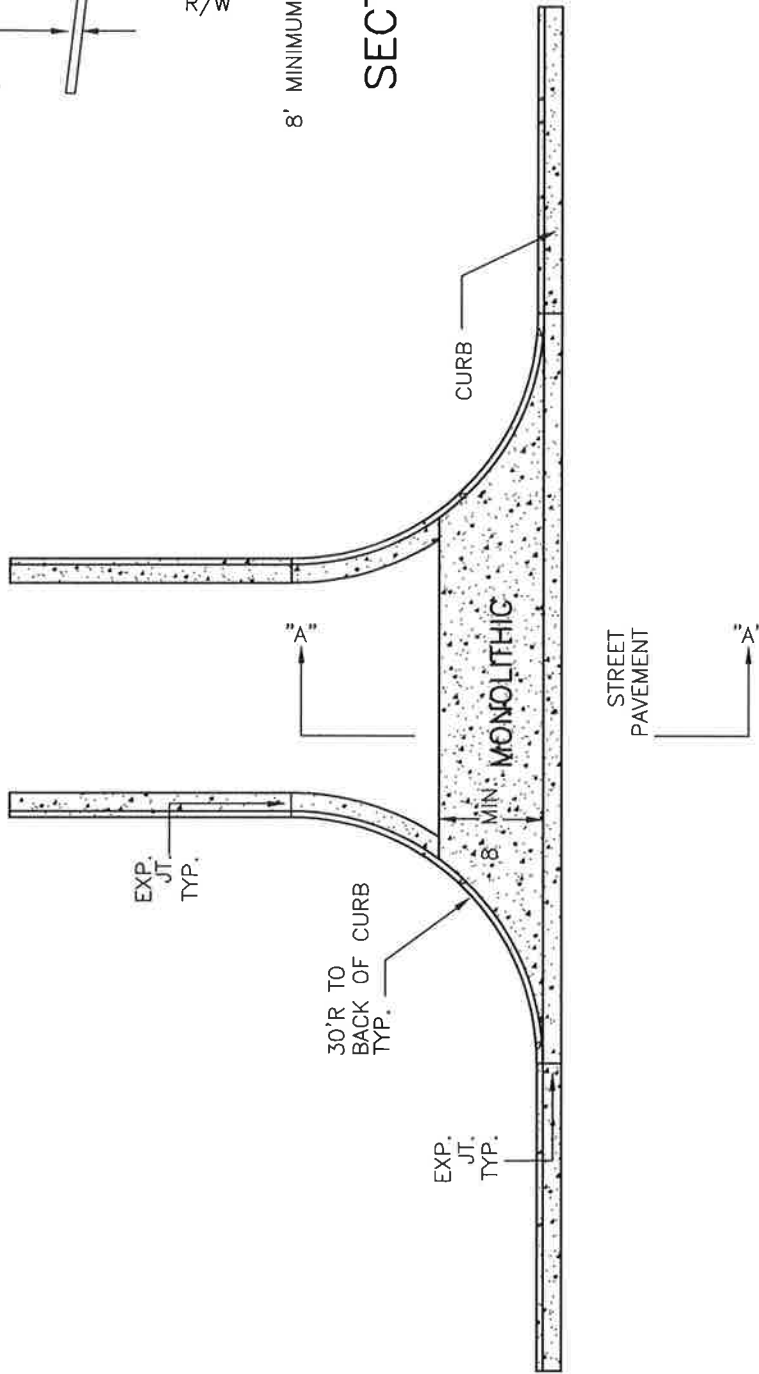 R/W
8' MINIMUM
SECT
"A"
EXP.
JT.
TYP.
30'R TO
BACK OF CURB
TYP.
CURB
8' MIN. MONOLITHIC
EXP.
JT.
TYP.
STREET
PAVEMENT
"A'